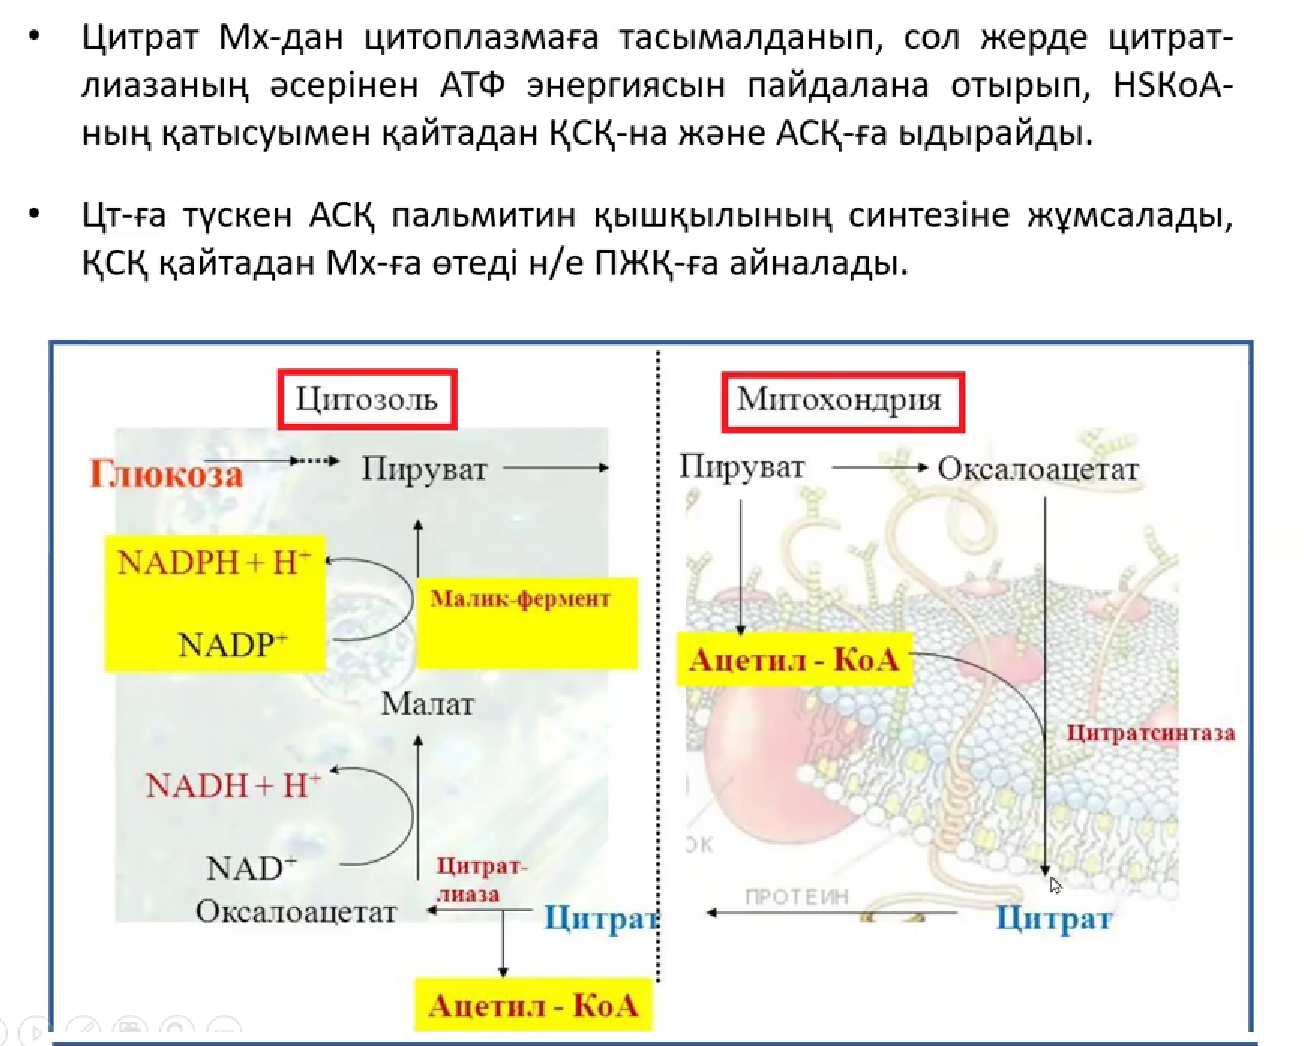 • Цитрат Мх-дан цитоплазмаға тасымалданып, сол жерде цитрат-
лиазаның әсерінен АТФ энергиясын пайдалана отырып, HSКоА-
ның қатысуымен қайтадан ҚСҚ-на және АСҚ-ға ыдырайды.
• Цт-ға түскен АСҚ пальмитин қышқылының синтезіне жұмсалады,
ҚСҚ қайтадан Мх-ға өтеді н/е ПЖҚ-ға айналады.
Цитозоль
Митохондрия
Глюкоза
Пируват
Пируват
Оксалоацетат
NADPH + H⁺
Малик-фермент
NADP⁺
Ацетил - КоА
Малат
Цитратсинтаза
NADH + H⁺
ОК
NAD⁺
Цитрат-
лиаза
ПРОТЕИН
Оксалоацетат
Цитрат
Цитрат
Ацетил - КоА